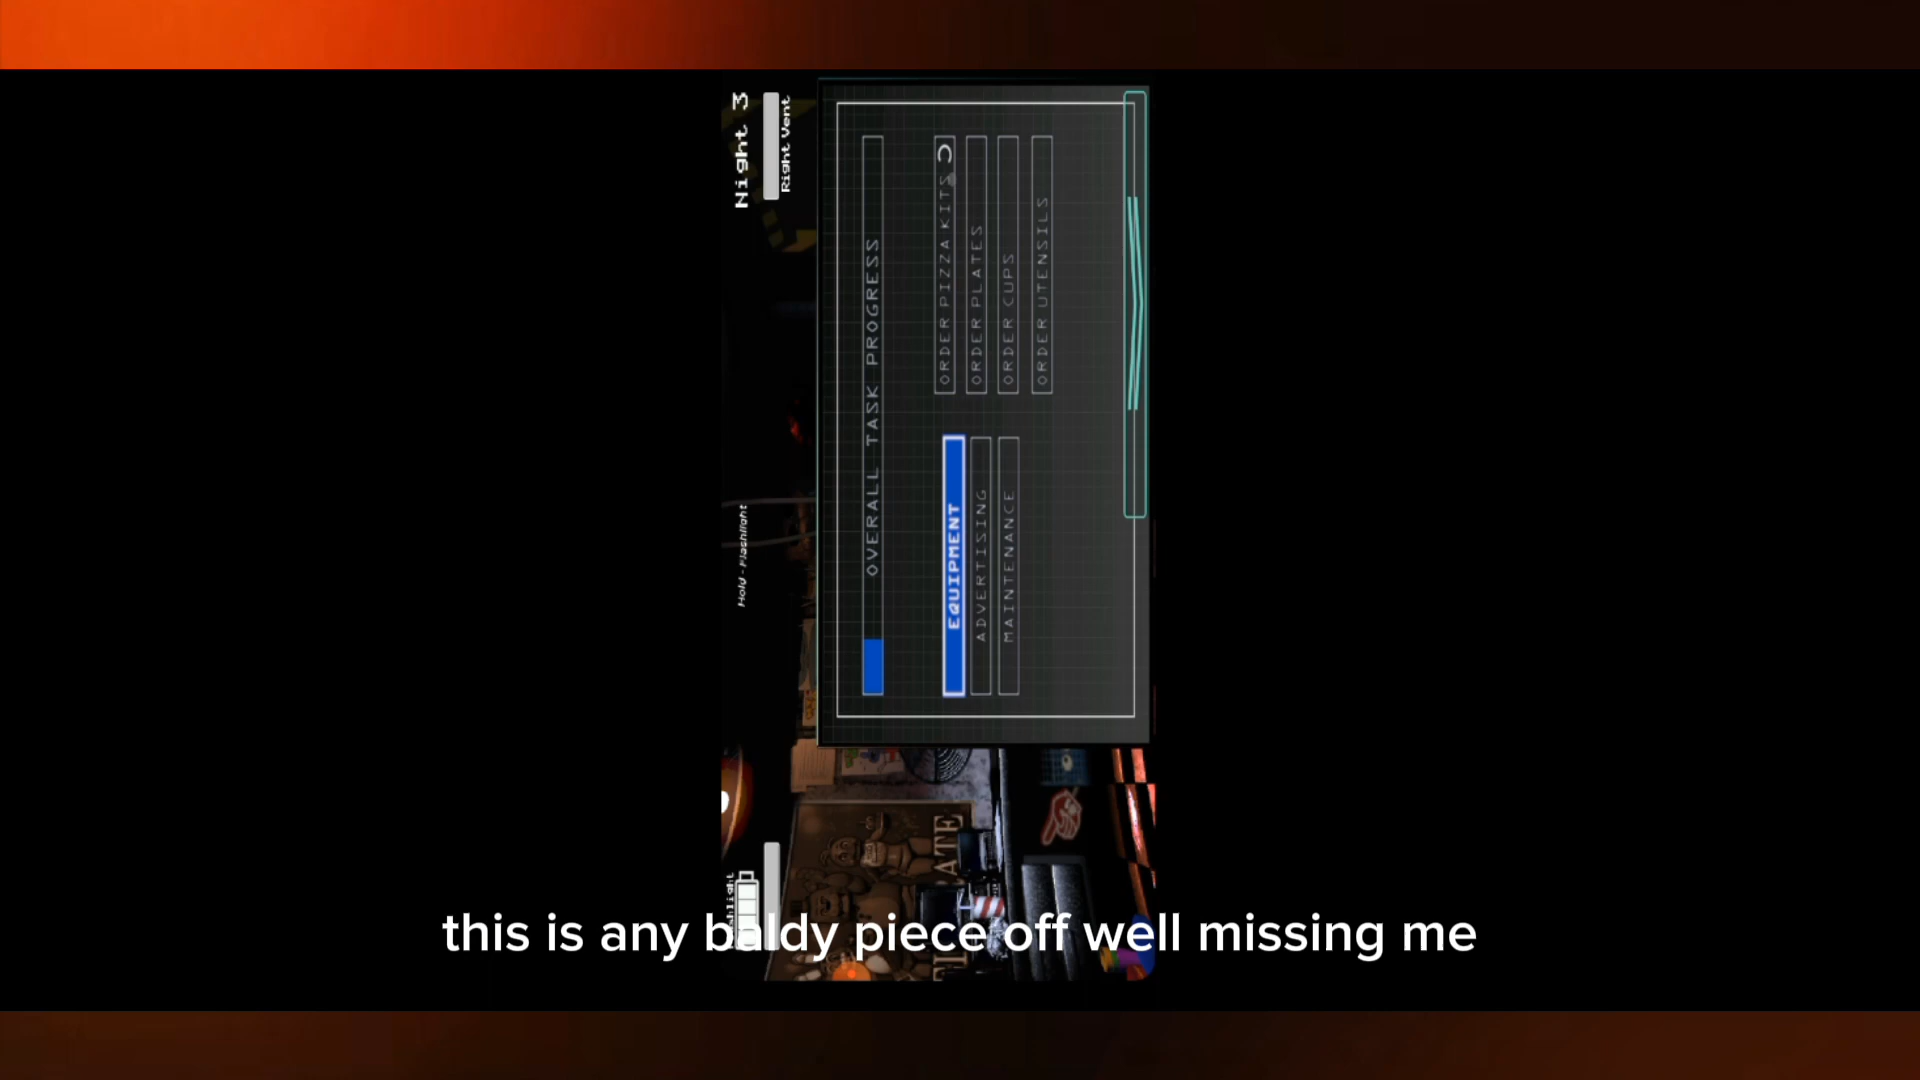 Night 3
Right Vent
Hold - Flashlight
OVERALL TASK PROGRESS
ORDER PIZZA KITS
ORDER PLATES
ORDER CUPS
ORDER UTENSILS
EQUIPMENT
ADVERTISING
MAINTENANCE
this is any baldy piece off well missing me